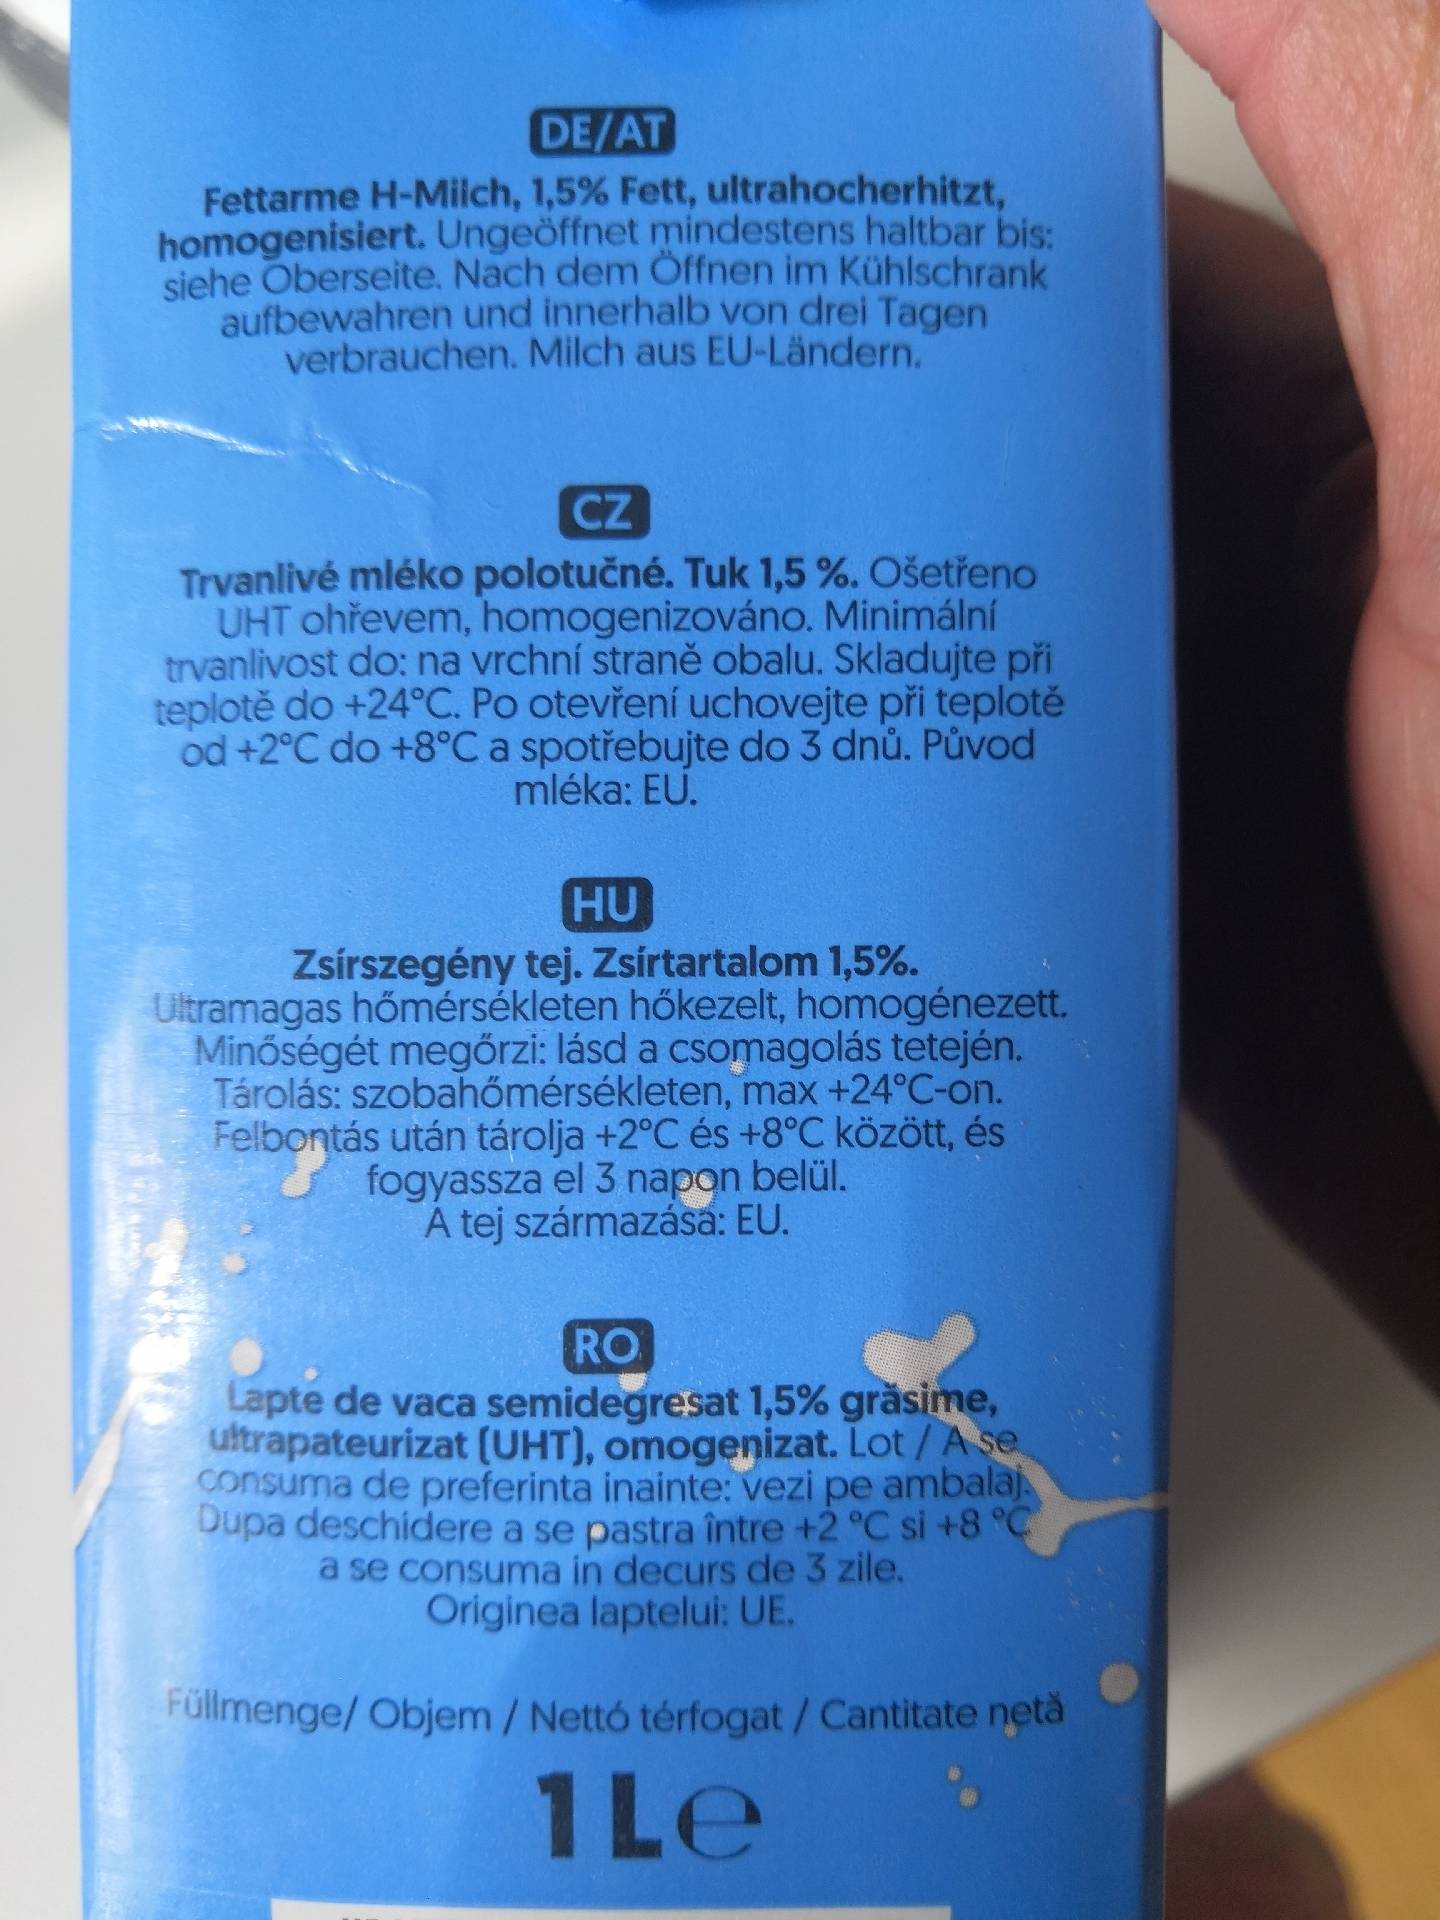 DE/AT
Fettarme H-Milch, 1,5% Fett, ultrahocherhitzt,
homogenisiert. Ungeöffnet mindestens haltbar bis:
siehe Oberseite. Nach dem Öffnen im Kühlschrank
aufbewahren und innerhalb von drei Tagen
verbrauchen. Milch aus EU-Ländern.
CZ
Trvanlivé mléko polotučné. Tuk 1,5 %. Ošetřeno
UHT ohřevem, homogenizováno. Minimální
trvanlivost do: na vrchní straně obalu. Skladujte při
teplotě do +24°C. Po otevření uchovejte při teplotě
od +2°C do +8°C a spotřebujte do 3 dnů. Původ
mléka: EU.
HU
Zsírszegény tej. Zsírtartalom 1,5%.
Ultramagas hőmérsékleten hőkezelt, homogénezett.
Minőségét megőrzi: lásd a csomagolás tetején.
Tárolás: szobahőmérsékleten, max +24°C-on.
Felbontás után tárolja +2°C és +8°C között, és
fogyassza el 3 napon belül.
A tej származása: EU.
RO
Lapte de vaca semidegresat 1,5% grăsime,
ultrapateurizat (UHT), omogenizat. Lot / A se
consuma de preferinta inainte: vezi pe ambalaj.
Dupa deschidere a se pastra între +2 °C si +8 °C
a se consuma in decurs de 3 zile.
Originea laptelui: UE.
Füllmenge/ Objem / Nettó térfogat / Cantitate netă
1 L e